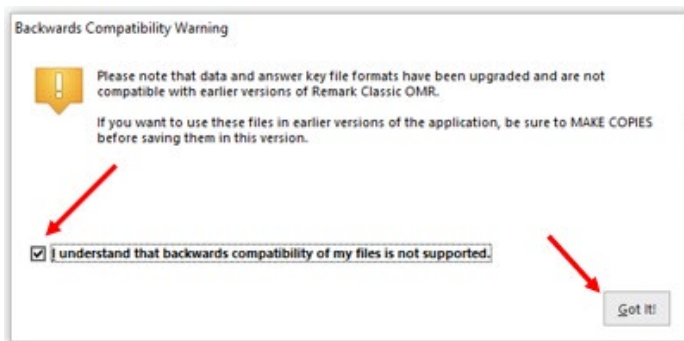 Backwards Compatibility Warning
Please note that data and answer key file formats have been upgraded and are not
compatible with earlier versions of Remark Classic OMR.
If you want to use these files in earlier versions of the application, be sure to MAKE COPIES
before saving them in this version.
I understand that backwards compatibility of my files is not supported.
Got It!